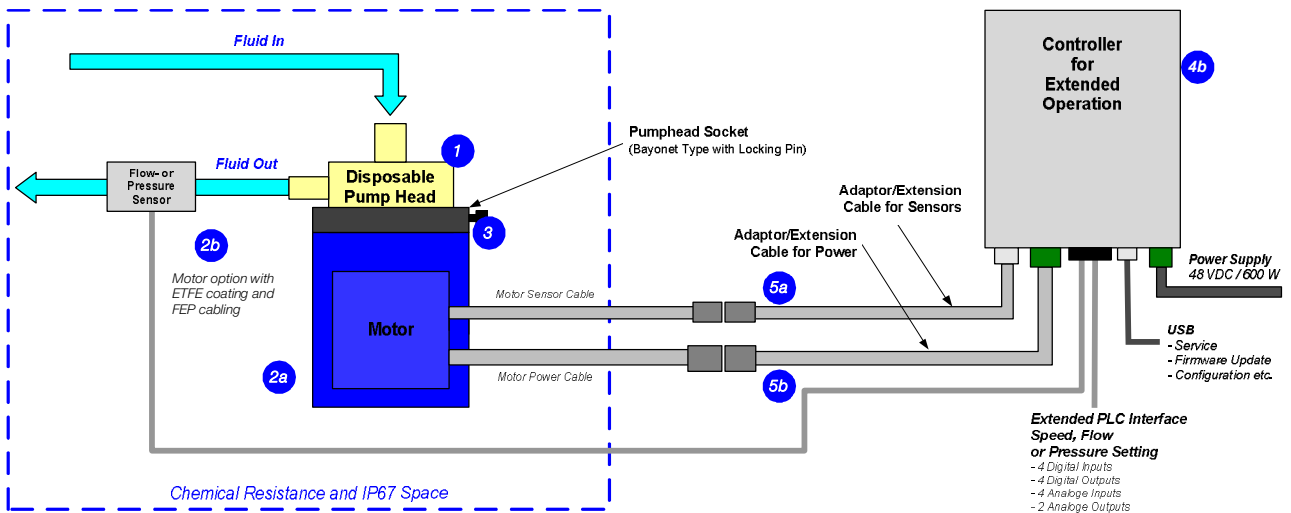 Fluid In
Fluid Out
Flow- or
Pressure
Sensor
1
Disposable
Pump Head
Pumphead Socket
(Bayonet Type with Locking Pin)
3
2b
Motor option with
ETFE coating and
FEP cabling
2a
Motor
Motor Sensor Cable
Motor Power Cable
5a
5b
Adaptor/Extension
Cable for Sensors
Adaptor/Extension
Cable for Power
Controller
for
Extended
Operation
4b
Power Supply
48 VDC / 600 W
USB
- Service
- Firmware Update
- Configuration etc.
Extended PLC Interface
Speed, Flow
or Pressure Setting
- 4 Digital Inputs
- 4 Digital Outputs
- 4 Analoge Inputs
- 2 Analoge Outputs
Chemical Resistance and IP67 Space